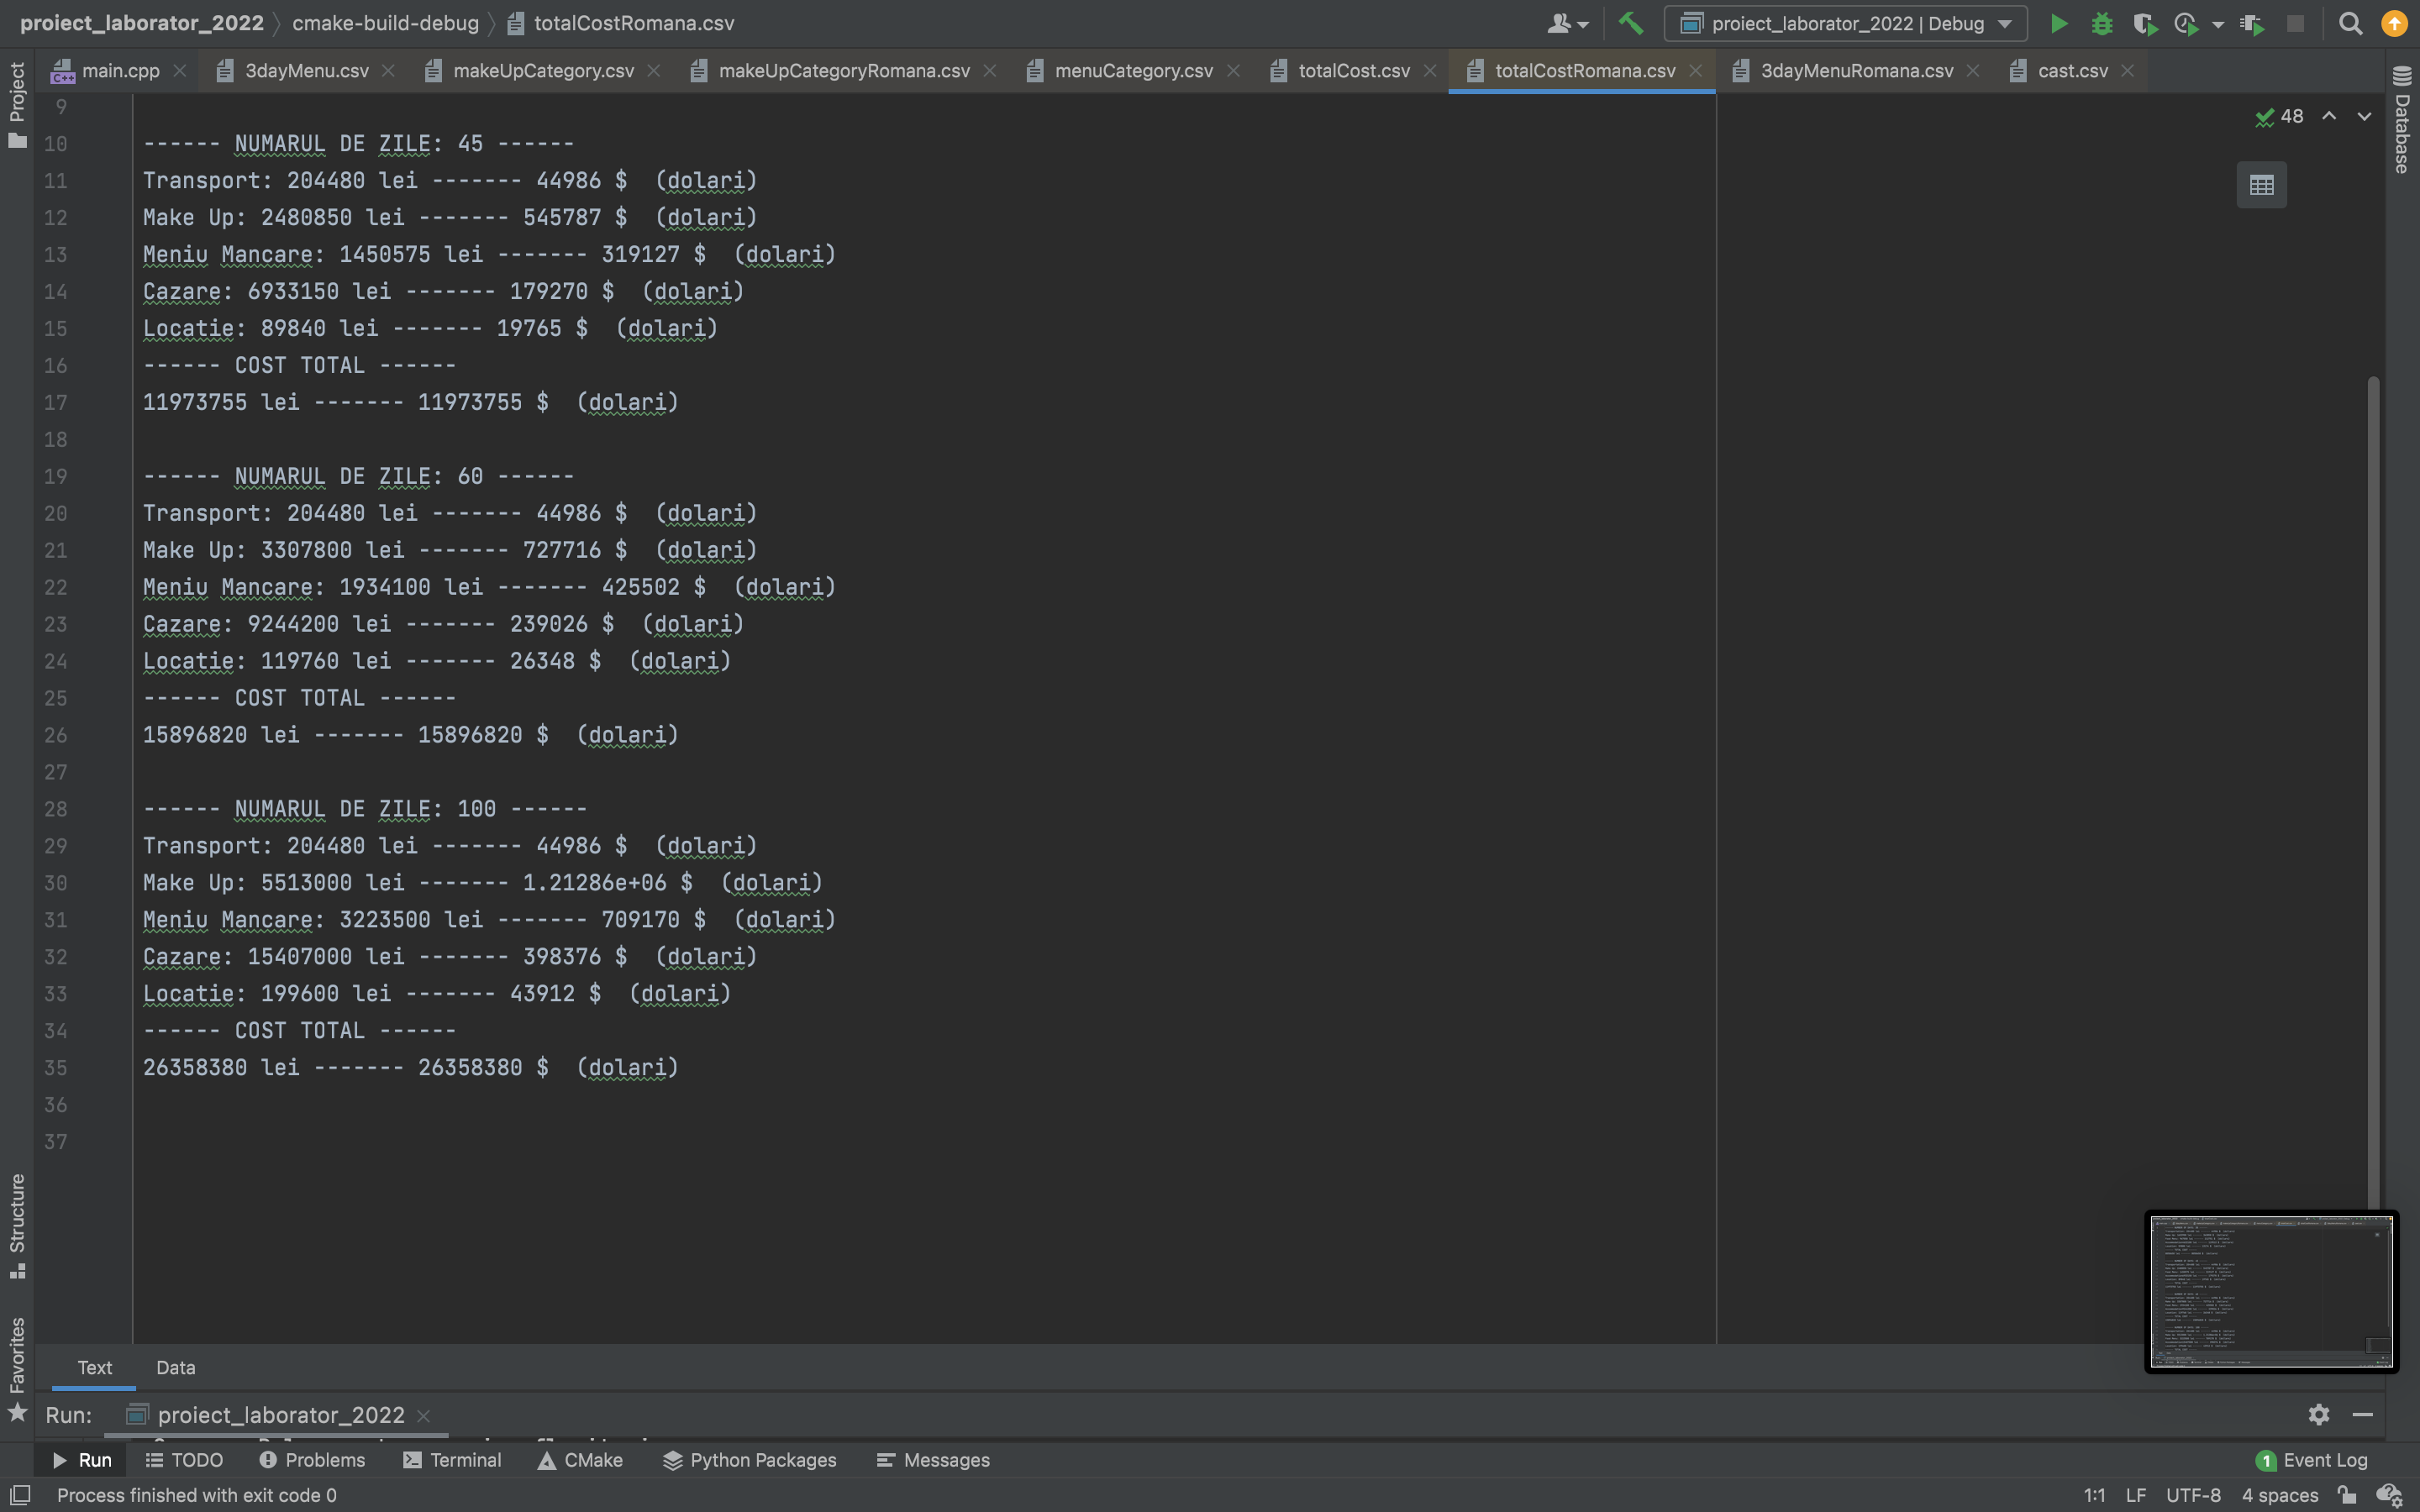 proiect_laborator_2022 cmake-build-debug totalCostRomana.csv proiect_laborator_2022 | Debug
main.cpp 3dayMenu.csv makeUpCategory.csv makeUpCategoryRomana.csv menuCategory.csv totalCost.csv totalCostRomana.csv 3dayMenuRomana.csv cast.csv
Project
Database
48
9
10 ------ NUMARUL DE ZILE: 45 ------
11 Transport: 204480 lei ------- 44986 $  (dolari)
12 Make Up: 2480850 lei ------- 545787 $  (dolari)
13 Meniu Mancare: 1450575 lei ------- 319127 $  (dolari)
14 Cazare: 6933150 lei ------- 179270 $  (dolari)
15 Locatie: 89840 lei ------- 19765 $  (dolari)
16 ------ COST TOTAL ------
17 11973755 lei ------- 11973755 $  (dolari)
18
19 ------ NUMARUL DE ZILE: 60 ------
20 Transport: 204480 lei ------- 44986 $  (dolari)
21 Make Up: 3307800 lei ------- 727716 $  (dolari)
22 Meniu Mancare: 1934100 lei ------- 425502 $  (dolari)
23 Cazare: 9244200 lei ------- 239026 $  (dolari)
24 Locatie: 119760 lei ------- 26348 $  (dolari)
25 ------ COST TOTAL ------
26 15896820 lei ------- 15896820 $  (dolari)
27
28 ------ NUMARUL DE ZILE: 100 ------
29 Transport: 204480 lei ------- 44986 $  (dolari)
30 Make Up: 5513000 lei ------- 1.21286e+06 $  (dolari)
31 Meniu Mancare: 3223500 lei ------- 709170 $  (dolari)
32 Cazare: 15407000 lei ------- 398376 $  (dolari)
33 Locatie: 199600 lei ------- 43912 $  (dolari)
34 ------ COST TOTAL ------
35 26358380 lei ------- 26358380 $  (dolari)
36
37
Structure
Favorites
Text Data
Run: proiect_laborator_2022
Run TODO Problems Terminal CMake Python Packages Messages 1 Event Log
Process finished with exit code 0 1:1 LF UTF-8 4 spaces